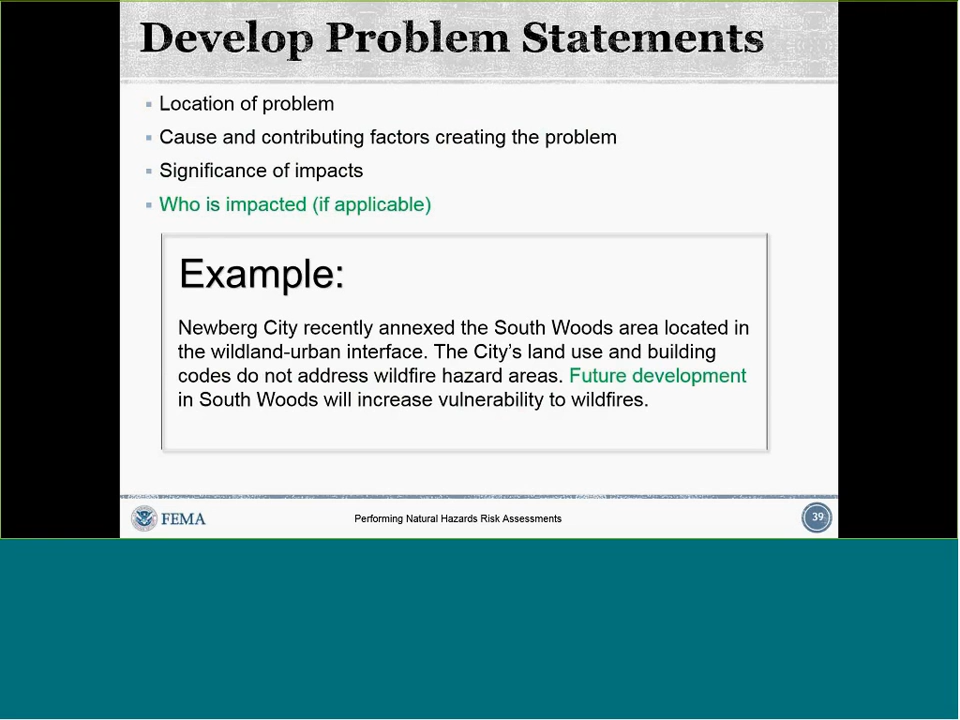 Develop Problem Statements
Location of problem
Cause and contributing factors creating the problem
Significance of impacts
Who is impacted (if applicable)
Example:
Newberg City recently annexed the South Woods area located in
the wildland-urban interface. The City's land use and building
codes do not address wildfire hazard areas. Future development
in South Woods will increase vulnerability to wildfires.
FEMA
Performing Natural Hazards Risk Assessments
39